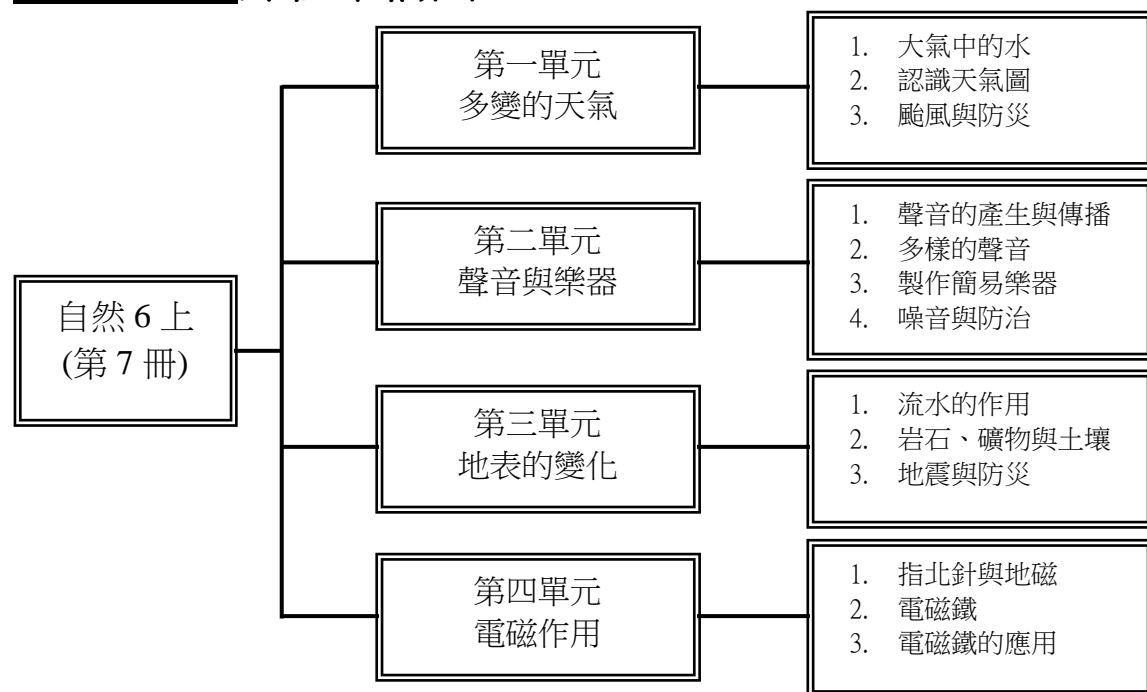 自然 6 上
(第 7 冊)
第一單元
多變的天氣
1. 大氣中的水
2. 認識天氣圖
3. 颱風與防災
第二單元
聲音與樂器
1. 聲音的產生與傳播
2. 多樣的聲音
3. 製作簡易樂器
4. 噪音與防治
第三單元
地表的變化
1. 流水的作用
2. 岩石、礦物與土壤
3. 地震與防災
第四單元
電磁作用
1. 指北針與地磁
2. 電磁鐵
3. 電磁鐵的應用